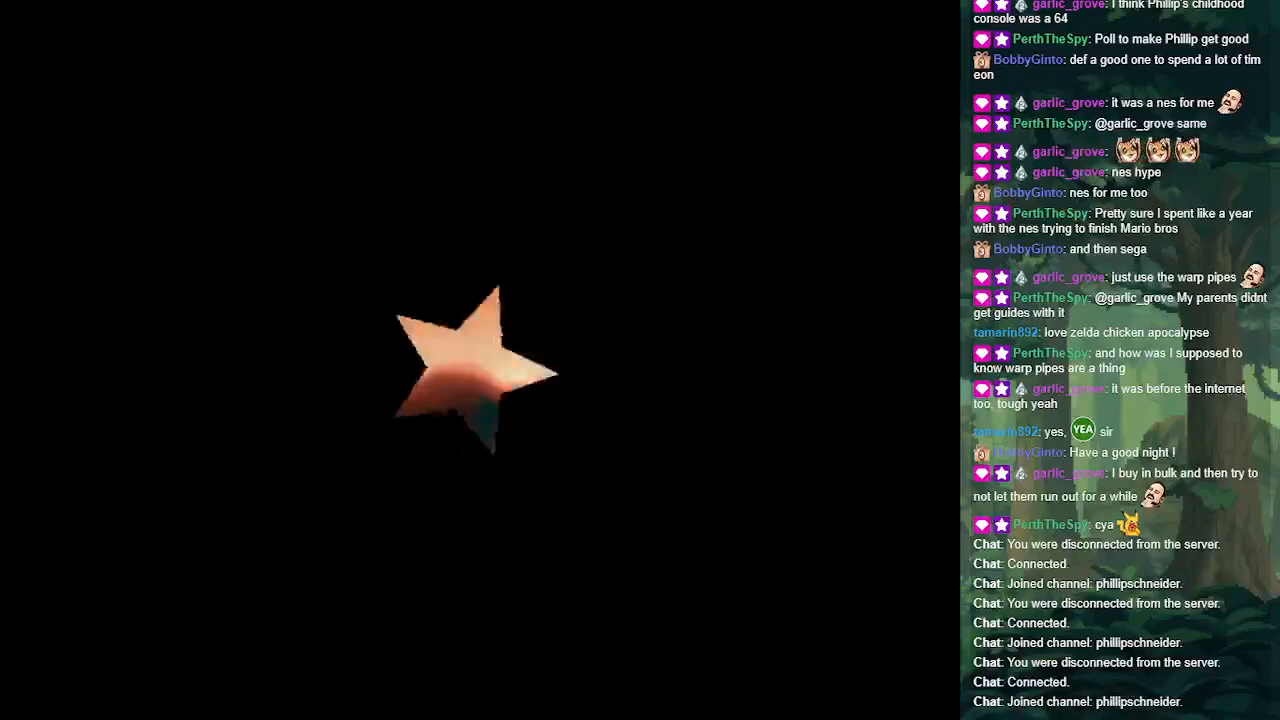 garlic_grove: I think Phillip's childhood
console was a 64
PerthTheSpy: Poll to make Phillip get good
BobbyGinto: def a good one to spend a lot of tim
eon
garlic_grove: it was a nes for me
PerthTheSpy: @garlic_grove same
garlic_grove:
garlic_grove: nes hype
BobbyGinto: nes for me too
PerthTheSpy: Pretty sure I spent like a year
with the nes trying to finish Mario bros
BobbyGinto: and then sega
garlic_grove: just use the warp pipes
PerthTheSpy: @garlic_grove My parents didnt
get guides with it
tamarin892: love zelda chicken apocalypse
PerthTheSpy: and how was I supposed to
know warp pipes are a thing
garlic_grove: it was before the internet
too, tough yeah
tamarin892: yes, YEA sir
BobbyGinto: Have a good night !
garlic_grove: I buy in bulk and then try to
not let them run out for a while
PerthTheSpy: cya
Chat: You were disconnected from the server.
Chat: Connected.
Chat: Joined channel: phillipschneider.
Chat: You were disconnected from the server.
Chat: Connected.
Chat: Joined channel: phillipschneider.
Chat: You were disconnected from the server.
Chat: Connected.
Chat: Joined channel: phillipschneider.